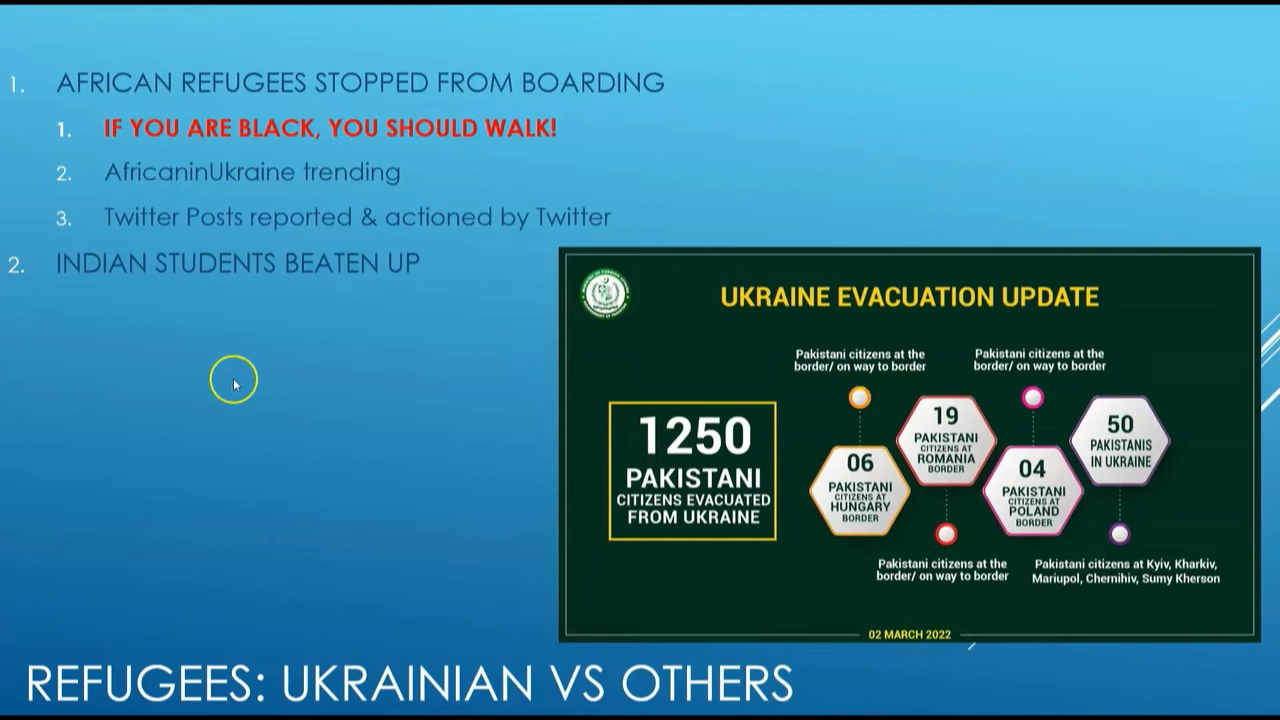 1. AFRICAN REFUGEES STOPPED FROM BOARDING
1. IF YOU ARE BLACK, YOU SHOULD WALK!
2. AfricaninUkraine trending
3. Twitter Posts reported & actioned by Twitter
2. INDIAN STUDENTS BEATEN UP
UKRAINE EVACUATION UPDATE
1250
PAKISTANI
CITIZENS EVACUATED
FROM UKRAINE
Pakistani citizens at the
border/ on way to border
06
PAKISTANI
CITIZENS AT
HUNGARY
BORDER
19
PAKISTANI
CITIZENS AT
ROMANIA
BORDER
Pakistani citizens at the
border/ on way to border
Pakistani citizens at the
border/ on way to border
04
PAKISTANI
CITIZENS AT
POLAND
BORDER
50
PAKISTANIS
IN UKRAINE
Pakistani citizens at Kyiv, Kharkiv,
Mariupol, Chernihiv, Sumy Kherson
02 MARCH 2022
REFUGEES: UKRAINIAN VS OTHERS